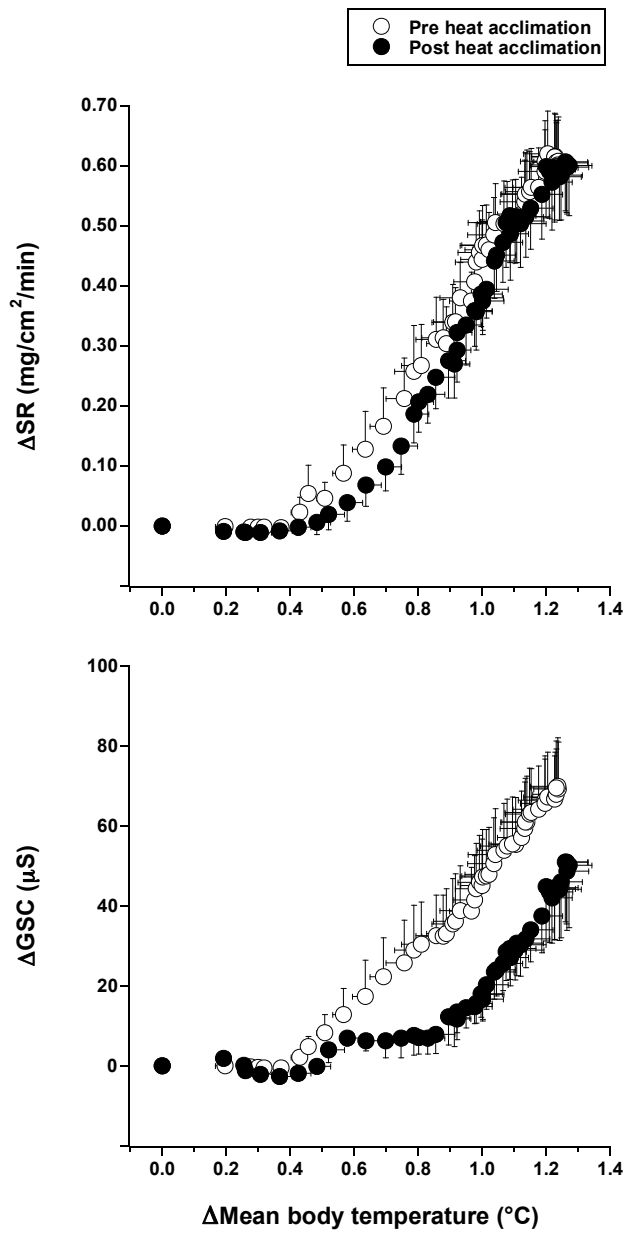 Pre heat acclimation
Post heat acclimation
0.70
0.60
0.50
0.40
0.30
0.20
0.10
0.00
ΔSR (mg/cm²/min)
0.0 0.2 0.4 0.6 0.8 1.0 1.2 1.4
100
80
60
40
20
0
ΔGSC (µS)
0.0 0.2 0.4 0.6 0.8 1.0 1.2 1.4
ΔMean body temperature (°C)